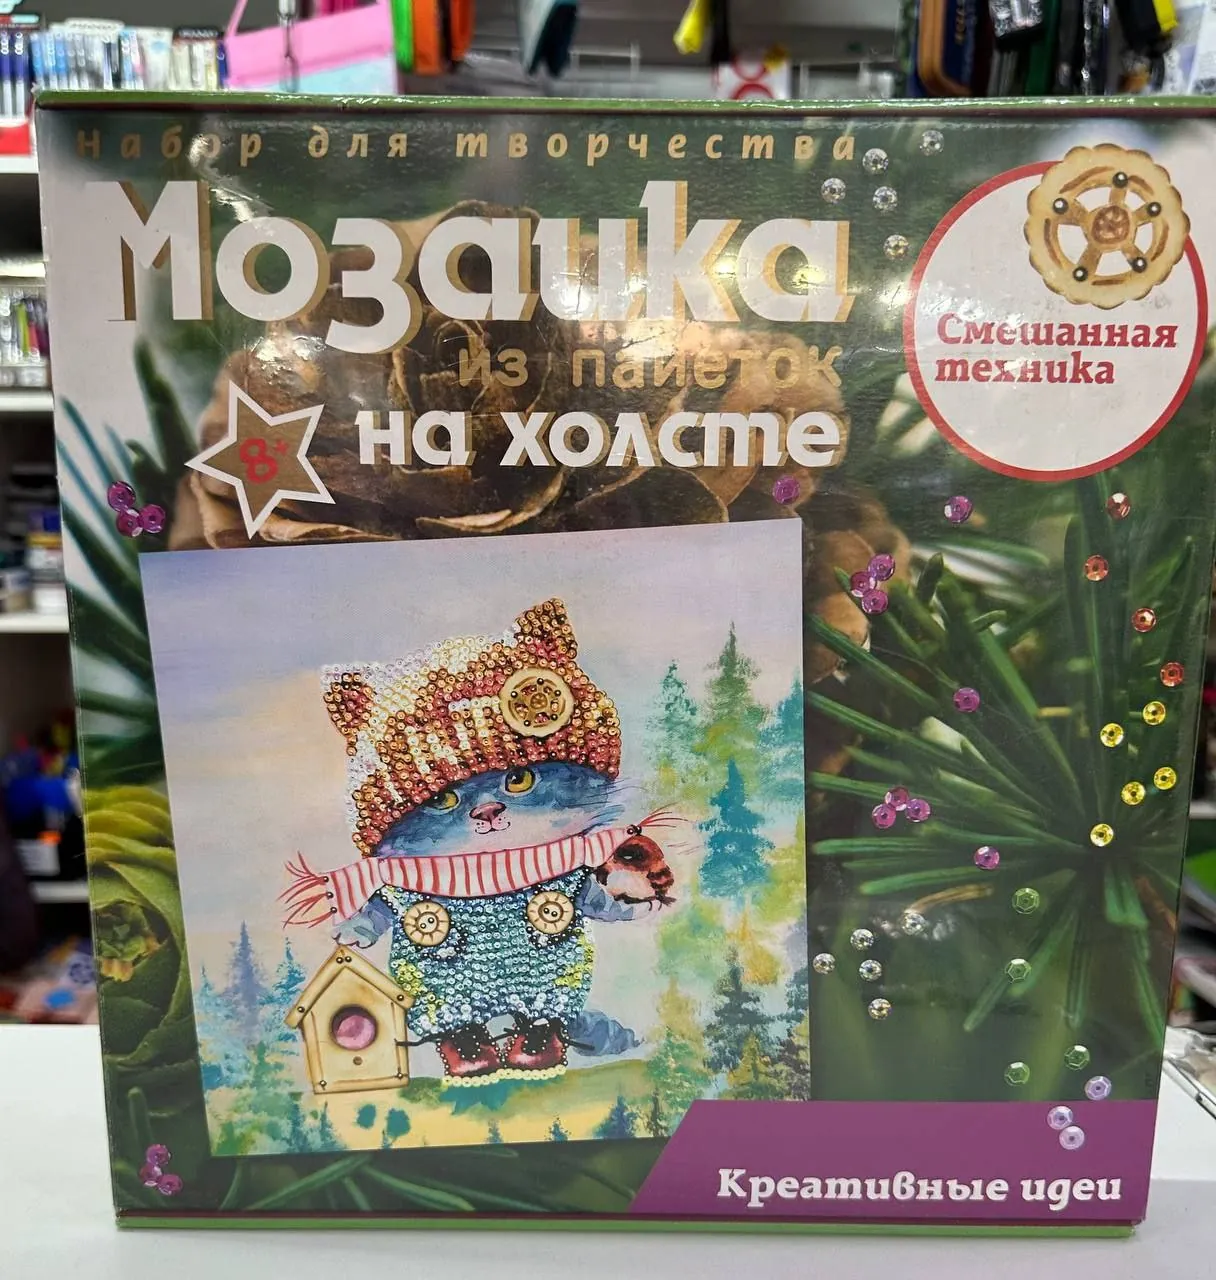 Набор для творчества
Мозаика
из пайеток
на холсте
8+
Смешанная
техника
Креативные идеи